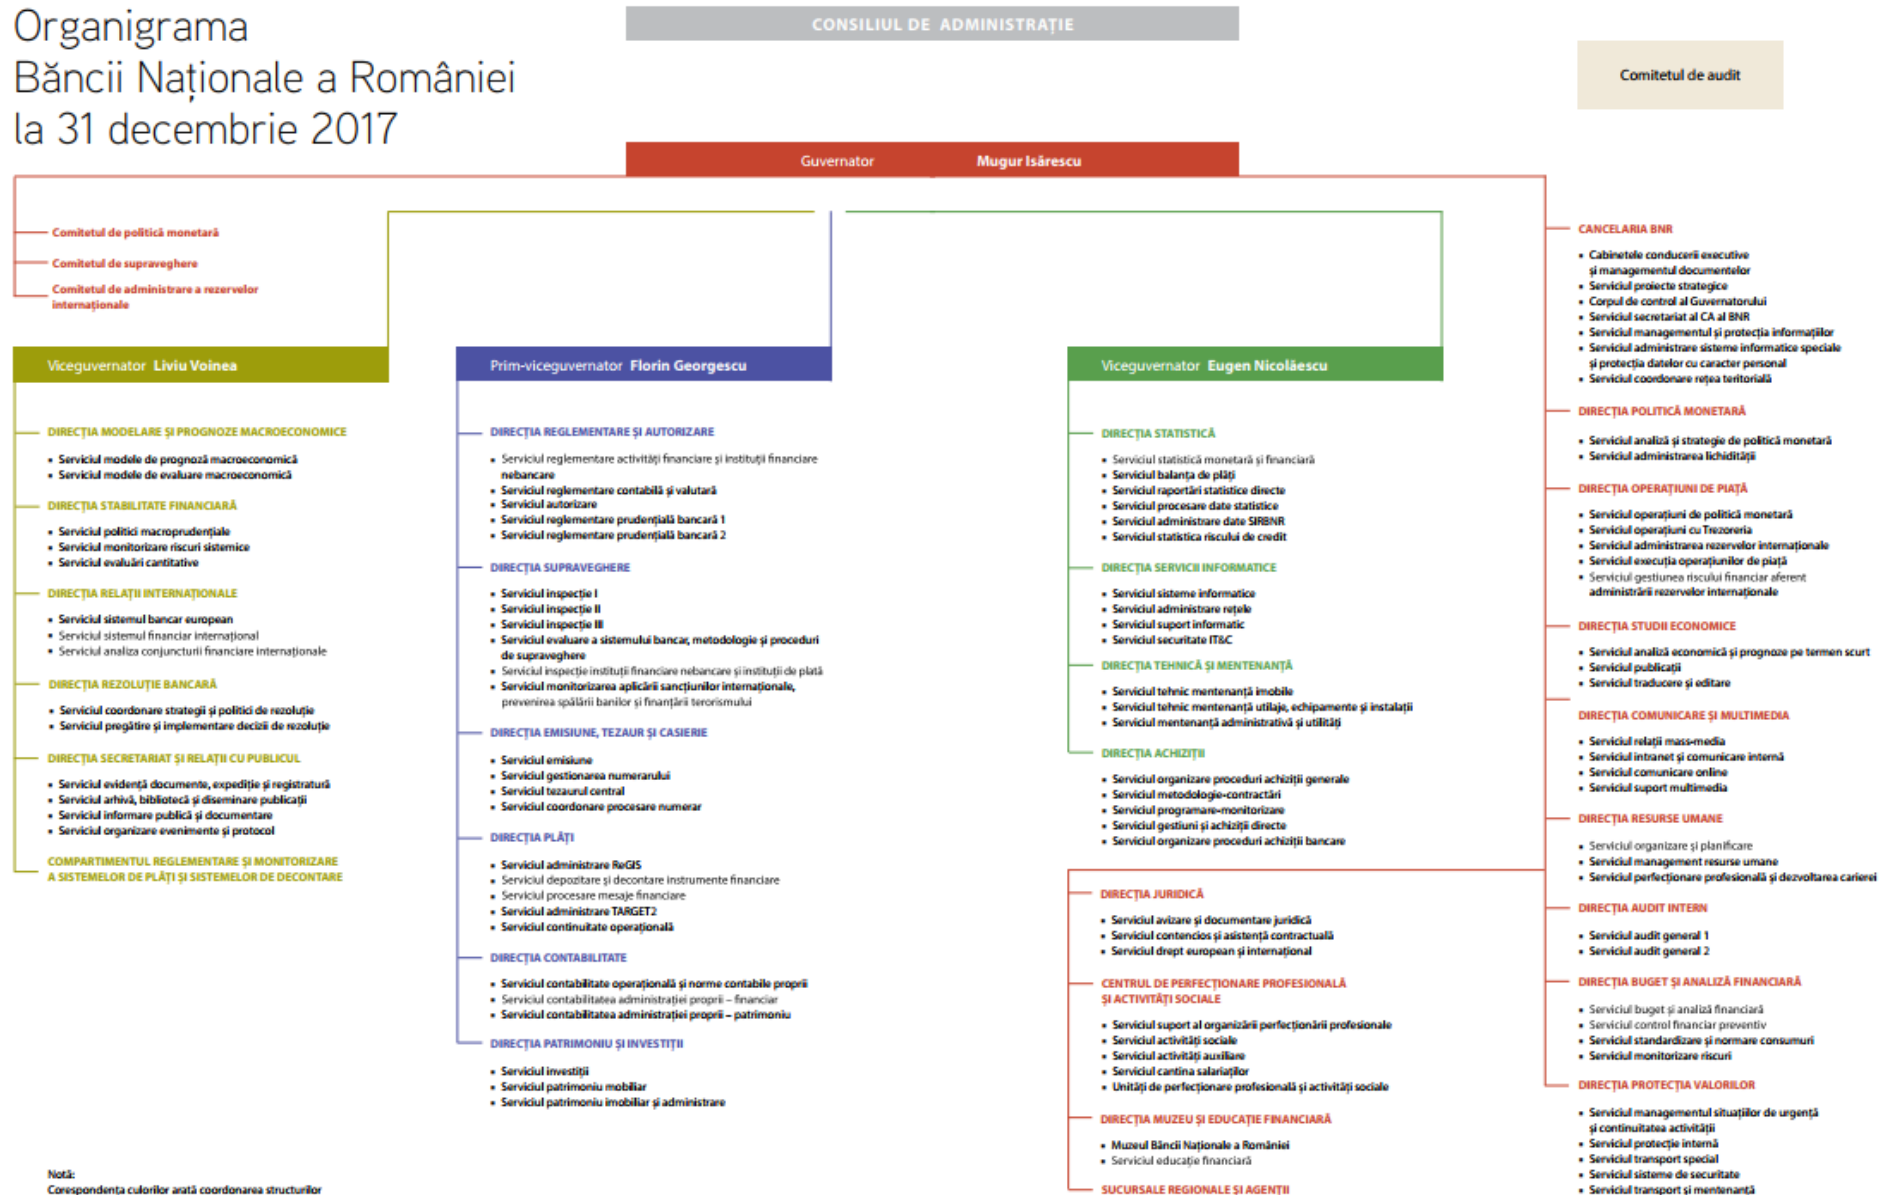 Organigrama
Băncii Naționale a României
la 31 decembrie 2017
CONSILIUL DE ADMINISTRAȚIE
Comitetul de audit
Guvernator Mugur Isărescu
Comitetul de politică monetară
Comitetul de supraveghere
Comitetul de administrare a rezervelor
internaționale
Viceguvernator Liviu Voinea
DIRECȚIA MODELARE ȘI PROGNOZE MACROECONOMICE
▪ Serviciul modele de prognoză macroeconomică
▪ Serviciul modele de evaluare macroeconomică
DIRECȚIA STABILITATE FINANCIARĂ
▪ Serviciul politici macroprudențiale
▪ Serviciul monitorizare riscuri sistemice
▪ Serviciul evaluări cantitative
DIRECȚIA RELAȚII INTERNAȚIONALE
▪ Serviciul sistemul bancar european
▪ Serviciul sistemul financiar internațional
▪ Serviciul analiza conjuncturii financiare internaționale
DIRECȚIA REZOLUȚIE BANCARĂ
▪ Serviciul coordonare strategii și politici de rezoluție
▪ Serviciul pregătire și implementare decizii de rezoluție
DIRECȚIA SECRETARIAT ȘI RELAȚII CU PUBLICUL
▪ Serviciul evidență documente, expediție și registratură
▪ Serviciul arhivă, bibliotecă și diseminare publicații
▪ Serviciul informare publică și documentare
▪ Serviciul organizare evenimente și protocol
COMPARTIMENTUL REGLEMENTARE ȘI MONITORIZARE
A SISTEMELOR DE PLĂȚI ȘI SISTEMELOR DE DECONTARE
Notă:
Corespondența culorilor arată coordonarea structurilor
Prim-viceguvernator Florin Georgescu
DIRECȚIA REGLEMENTARE ȘI AUTORIZARE
▪ Serviciul reglementare activități financiare și instituții financiare
nebancare
▪ Serviciul reglementare contabilă și valutară
▪ Serviciul autorizare
▪ Serviciul reglementare prudențială bancară 1
▪ Serviciul reglementare prudențială bancară 2
DIRECȚIA SUPRAVEGHERE
▪ Serviciul inspecție I
▪ Serviciul inspecție II
▪ Serviciul inspecție III
▪ Serviciul evaluare a sistemului bancar, metodologie și proceduri
de supraveghere
▪ Serviciul inspecție instituții financiare nebancare și instituții de plată
▪ Serviciul monitorizarea aplicării sancțiunilor internaționale,
prevenirea spălării banilor și finanțării terorismului
DIRECȚIA EMISIUNE, TEZAUR ȘI CASIERIE
▪ Serviciul emisiune
▪ Serviciul gestionarea numerarului
▪ Serviciul tezaurul central
▪ Serviciul coordonare procesare numerar
DIRECȚIA PLĂȚI
▪ Serviciul administrare ReGIS
▪ Serviciul depozitare și decontare instrumente financiare
▪ Serviciul procesare mesaje financiare
▪ Serviciul administrare TARGET2
▪ Serviciul continuitate operațională
DIRECȚIA CONTABILITATE
▪ Serviciul contabilitate operațională și norme contabile proprii
▪ Serviciul contabilitatea administrației proprii – financiar
▪ Serviciul contabilitatea administrației proprii – patrimoniu
DIRECȚIA PATRIMONIU ȘI INVESTIȚII
▪ Serviciul investiții
▪ Serviciul patrimoniu mobiliar
▪ Serviciul patrimoniu imobiliar și administrare
Viceguvernator Eugen Nicolăescu
DIRECȚIA STATISTICĂ
▪ Serviciul statistică monetară și financiară
▪ Serviciul balanța de plăți
▪ Serviciul raportări statistice directe
▪ Serviciul procesare date statistice
▪ Serviciul administrare date SIRBNR
▪ Serviciul statistica riscului de credit
DIRECȚIA SERVICII INFORMATICE
▪ Serviciul sisteme informatice
▪ Serviciul administrare rețele
▪ Serviciul suport informatic
▪ Serviciul securitate IT&C
DIRECȚIA TEHNICĂ ȘI MENTENANȚĂ
▪ Serviciul tehnic mentenanță imobile
▪ Serviciul tehnic mentenanță utilaje, echipamente și instalații
▪ Serviciul mentenanță administrativă și utilități
DIRECȚIA ACHIZIȚII
▪ Serviciul organizare proceduri achiziții generale
▪ Serviciul metodologie-contractări
▪ Serviciul programare-monitorizare
▪ Serviciul gestiuni și achiziții directe
▪ Serviciul organizare proceduri achiziții bancare
DIRECȚIA JURIDICĂ
▪ Serviciul avizare și documentare juridică
▪ Serviciul contencios și asistență contractuală
▪ Serviciul drept european și internațional
CENTRUL DE PERFECȚIONARE PROFESIONALĂ
ȘI ACTIVITĂȚI SOCIALE
▪ Serviciul suport al organizării perfecționării profesionale
▪ Serviciul activități sociale
▪ Serviciul activități auxiliare
▪ Serviciul cantina salariaților
▪ Unități de perfecționare profesională și activități sociale
DIRECȚIA MUZEU ȘI EDUCAȚIE FINANCIARĂ
▪ Muzeul Băncii Naționale a României
▪ Serviciul educație financiară
SUCURSALE REGIONALE ȘI AGENȚII
CANCELARIA BNR
▪ Cabinetele conducerii executive
și managementul documentelor
▪ Serviciul proiecte strategice
▪ Corpul de control al Guvernatorului
▪ Serviciul secretariat al CA al BNR
▪ Serviciul managementul și protecția informațiilor
▪ Serviciul administrare sisteme informatice speciale
și protecția datelor cu caracter personal
▪ Serviciul coordonare rețea teritorială
DIRECȚIA POLITICĂ MONETARĂ
▪ Serviciul analiză și strategie de politică monetară
▪ Serviciul administrarea lichidității
DIRECȚIA OPERAȚIUNI DE PIAȚĂ
▪ Serviciul operațiuni de politică monetară
▪ Serviciul operațiuni cu Trezoreria
▪ Serviciul administrarea rezervelor internaționale
▪ Serviciul execuția operațiunilor de piață
▪ Serviciul gestiunea riscului financiar aferent
administrării rezervelor internaționale
DIRECȚIA STUDII ECONOMICE
▪ Serviciul analiză economică și prognoze pe termen scurt
▪ Serviciul publicații
▪ Serviciul traducere și editare
DIRECȚIA COMUNICARE ȘI MULTIMEDIA
▪ Serviciul relații mass-media
▪ Serviciul intranet și comunicare internă
▪ Serviciul comunicare online
▪ Serviciul suport multimedia
DIRECȚIA RESURSE UMANE
▪ Serviciul organizare și planificare
▪ Serviciul management resurse umane
▪ Serviciul perfecționare profesională și dezvoltarea carierei
DIRECȚIA AUDIT INTERN
▪ Serviciul audit general 1
▪ Serviciul audit general 2
DIRECȚIA BUGET ȘI ANALIZĂ FINANCIARĂ
▪ Serviciul buget și analiză financiară
▪ Serviciul control financiar preventiv
▪ Serviciul standardizare și normare consumuri
▪ Serviciul monitorizare riscuri
DIRECȚIA PROTECȚIA VALORILOR
▪ Serviciul managementul situațiilor de urgență
și continuitatea activității
▪ Serviciul protecție internă
▪ Serviciul transport special
▪ Serviciul sisteme de securitate
▪ Serviciul transport și mentenanță